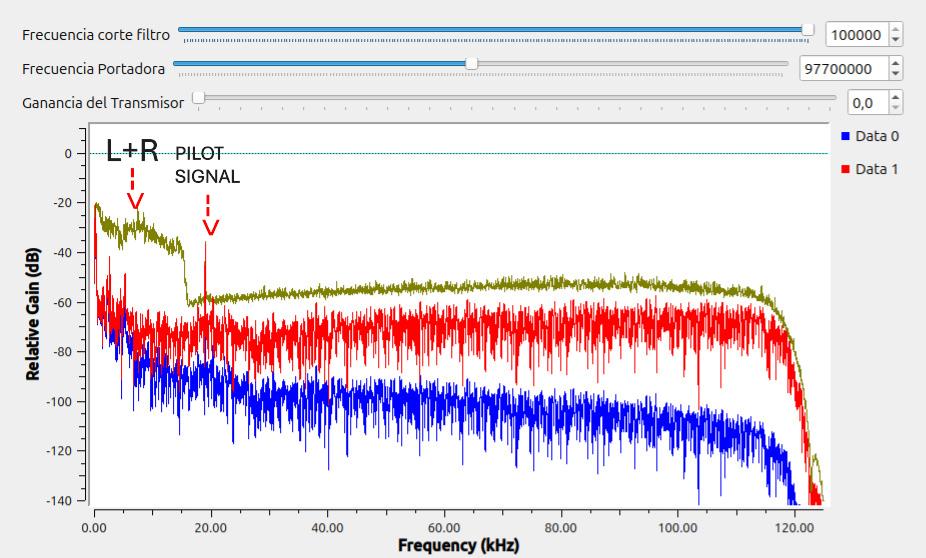 Frecuencia corte filtro 100000
Frecuencia Portadora 97700000
Ganancia del Transmisor 0,0
L+R PILOT
SIGNAL
Data 0
Data 1
Relative Gain (dB)
0
-20
-40
-60
-80
-100
-120
-140
0.00 20.00 40.00 60.00 80.00 100.00 120.00
Frequency (kHz)